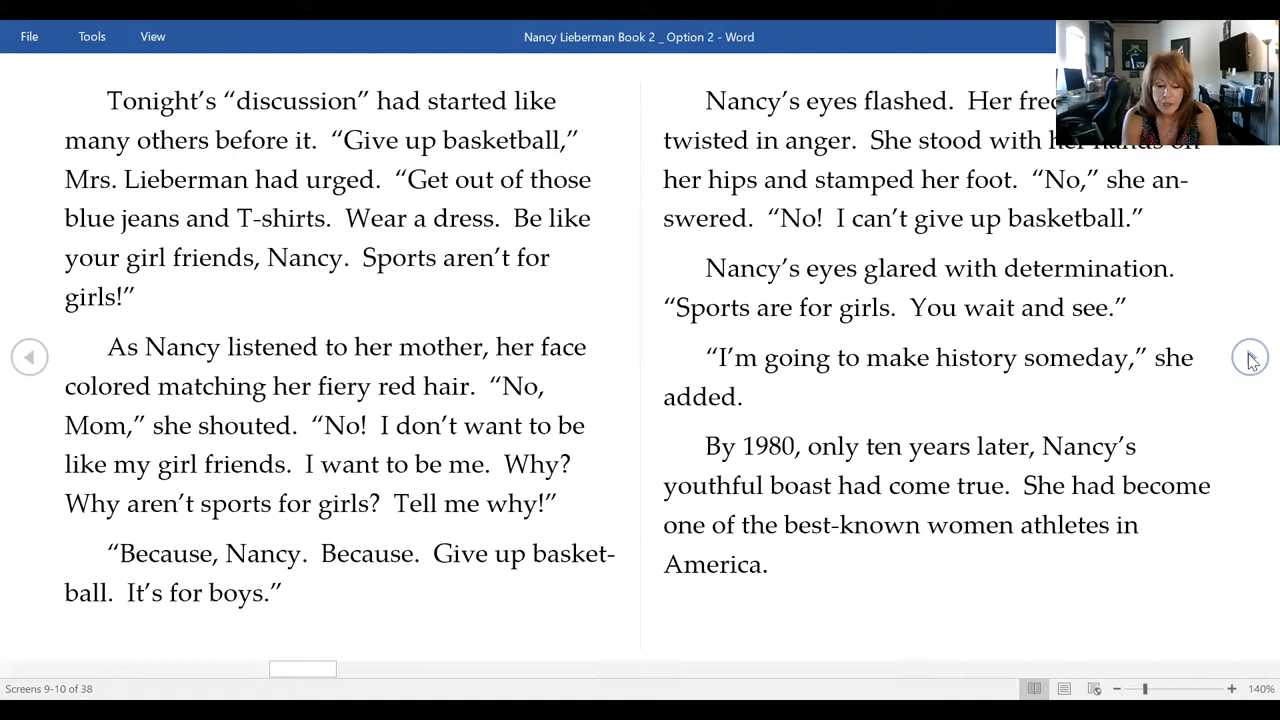 File Tools View Nancy Lieberman Book 2 _ Option 2 - Word
Tonight’s “discussion” had started like
many others before it. “Give up basketball,”
Mrs. Lieberman had urged. “Get out of those
blue jeans and T-shirts. Wear a dress. Be like
your girl friends, Nancy. Sports aren’t for
girls!”
As Nancy listened to her mother, her face
colored matching her fiery red hair. “No,
Mom,” she shouted. “No! I don’t want to be
like my girl friends. I want to be me. Why?
Why aren’t sports for girls? Tell me why!”
“Because, Nancy. Because. Give up basket-
ball. It’s for boys.”
Nancy’s eyes flashed. Her
twisted in anger. She stood with her hands on
her hips and stamped her foot. “No,” she an-
swered. “No! I can’t give up basketball.”
Nancy’s eyes glared with determination.
“Sports are for girls. You wait and see.”
“I’m going to make history someday,” she
added.
By 1980, only ten years later, Nancy’s
youthful boast had come true. She had become
one of the best-known women athletes in
America.
Screens 9-10 of 38
140%